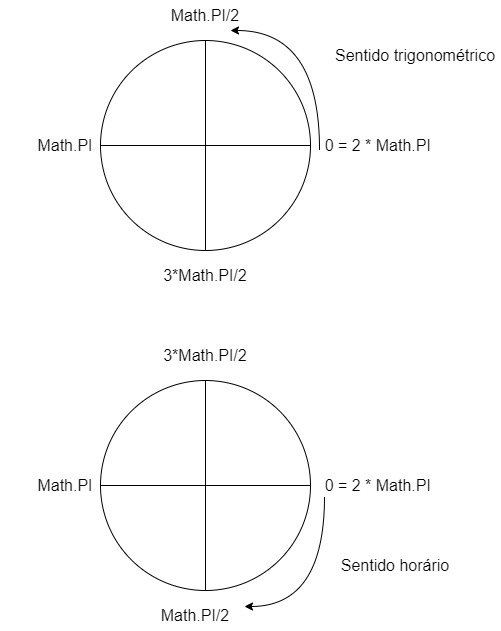 Math.PI/2
Sentido trigonométrico
Math.PI
0 = 2 * Math.PI
3*Math.PI/2
3*Math.PI/2
Math.PI
0 = 2 * Math.PI
Sentido horário
Math.PI/2